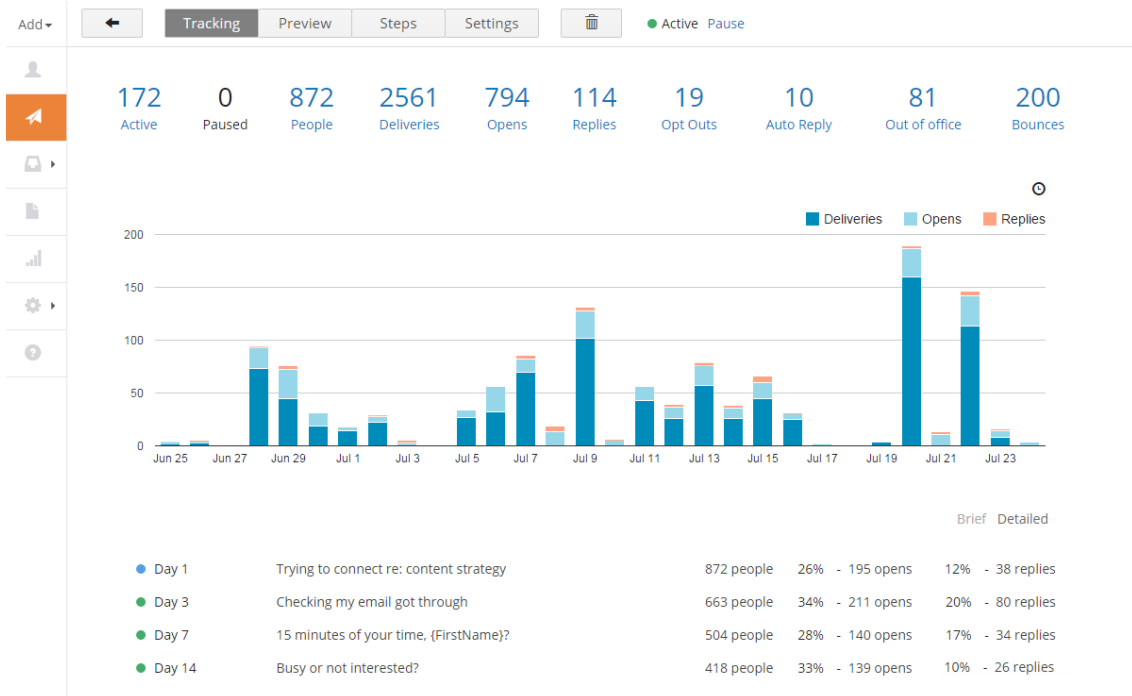 Add
Tracking Preview Steps Settings Active Pause
172 0 872 2561 794 114 19 10 81 200
Active Paused People Deliveries Opens Replies Opt Outs Auto Reply Out of office Bounces
Deliveries Opens Replies
200
150
100
50
0
Jun 25 Jun 27 Jun 29 Jul 1 Jul 3 Jul 5 Jul 7 Jul 9 Jul 11 Jul 13 Jul 15 Jul 17 Jul 19 Jul 21 Jul 23
Brief Detailed
Day 1 Trying to connect re: content strategy 872 people 26% - 195 opens 12% - 38 replies
Day 3 Checking my email got through 663 people 34% - 211 opens 20% - 80 replies
Day 7 15 minutes of your time, {FirstName}? 504 people 28% - 140 opens 17% - 34 replies
Day 14 Busy or not interested? 418 people 33% - 139 opens 10% - 26 replies